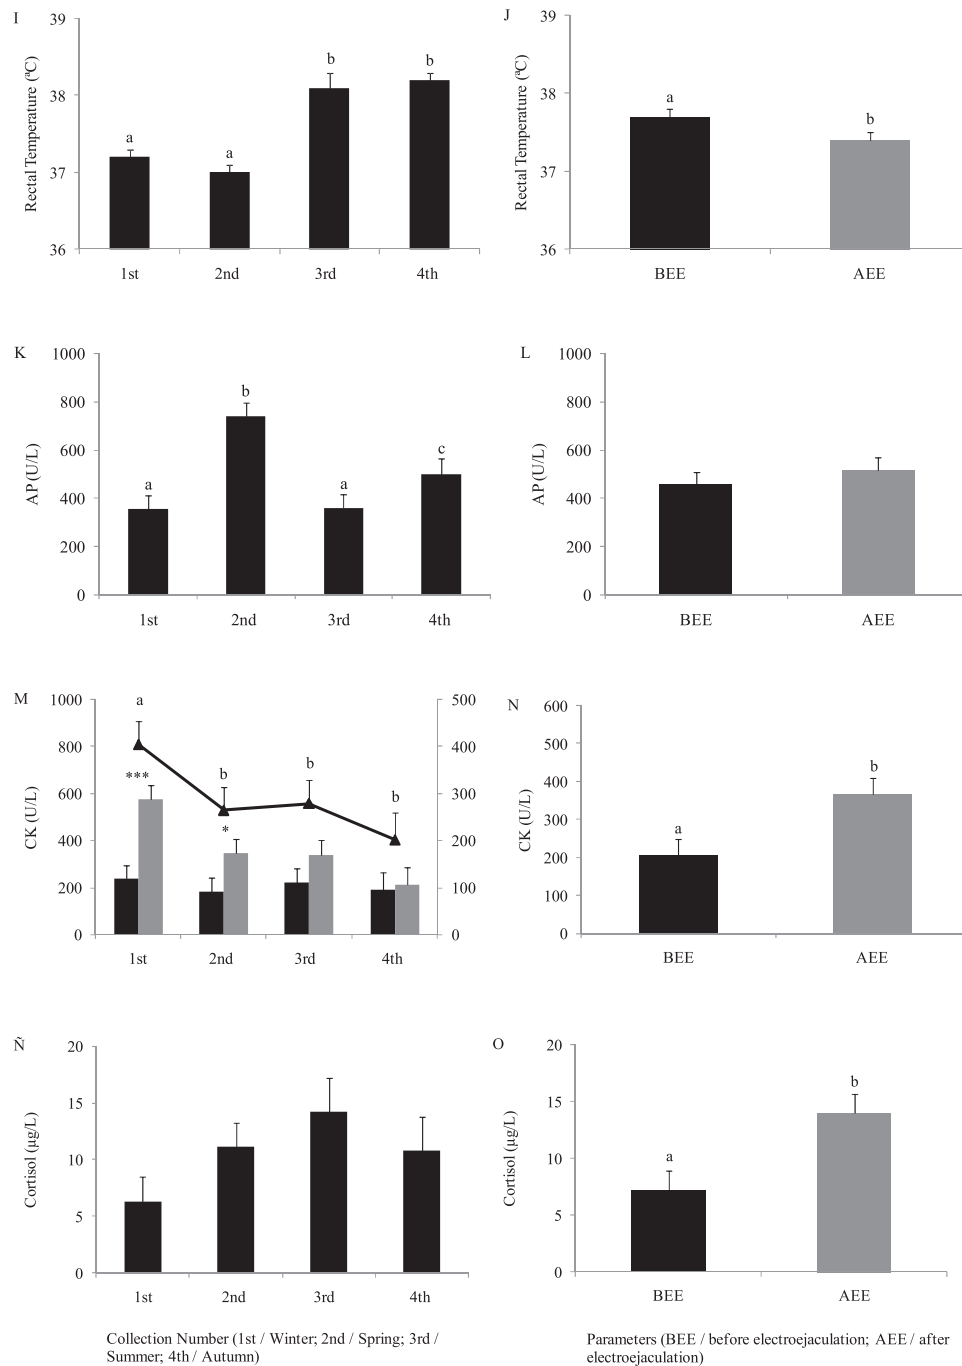 I
39
38
37
36
Rectal Temperature (ªC)
a
a
b
b
1st
2nd
3rd
4th
J
39
38
37
36
Rectal Temperature (ªC)
a
b
BEE
AEE
K
1000
800
600
400
200
0
AP (U/L)
a
b
a
c
1st
2nd
3rd
4th
L
1000
800
600
400
200
0
AP (U/L)
BEE
AEE
M
1000
800
600
400
200
0
CK (U/L)
500
400
300
200
100
0
a
b
b
b
***
*
1st
2nd
3rd
4th
N
600
500
400
300
200
100
0
CK (U/L)
a
b
BEE
AEE
Ñ
20
15
10
5
0
Cortisol (µg/L)
1st
2nd
3rd
4th
O
20
15
10
5
0
Cortisol (µg/L)
a
b
BEE
AEE
Collection Number (1st / Winter; 2nd / Spring; 3rd /
Summer; 4th / Autumn)
Parameters (BEE / before electroejaculation; AEE / after
electroejaculation)